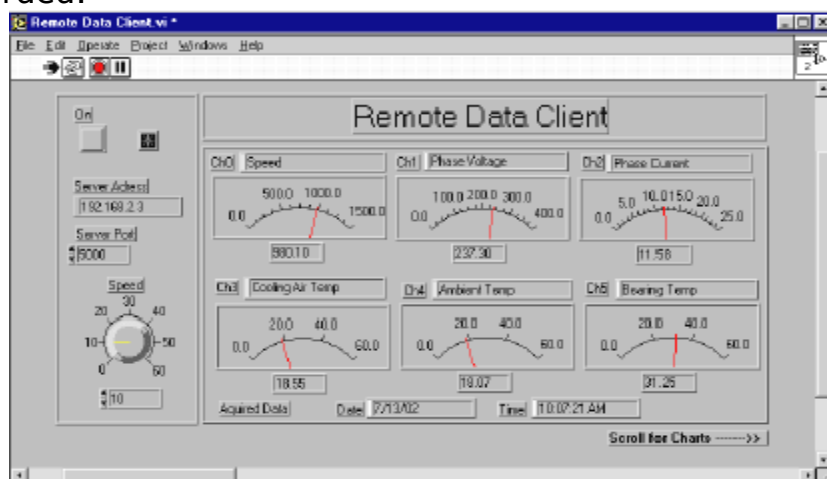 Remote Data Client.vi *
File Edit Operate Project Windows Help
2
On
Remote Data Client
Ch0 Speed
500.0 1000.0
0.0 1500.0
980.10
Ch1 Phase Voltage
100.0 200.0 300.0
0.0 400.0
237.30
Ch2 Phase Current
5.0 10.0 15.0 20.0
0.0 25.0
11.58
Server Adress
192.168.2.3
Server Port
5000
Speed
30
20 40
10 50
0 60
10
Ch3 Cooling Air Temp
20.0 40.0
0.0 60.0
18.55
Ch4 Ambient Temp
20.0 40.0
0.0 60.0
18.07
Ch5 Bearing Temp
20.0 40.0
0.0 60.0
31.25
Aquired Data Date 7/13/02 Time 10:07:21 AM
Scroll for Charts ------->>